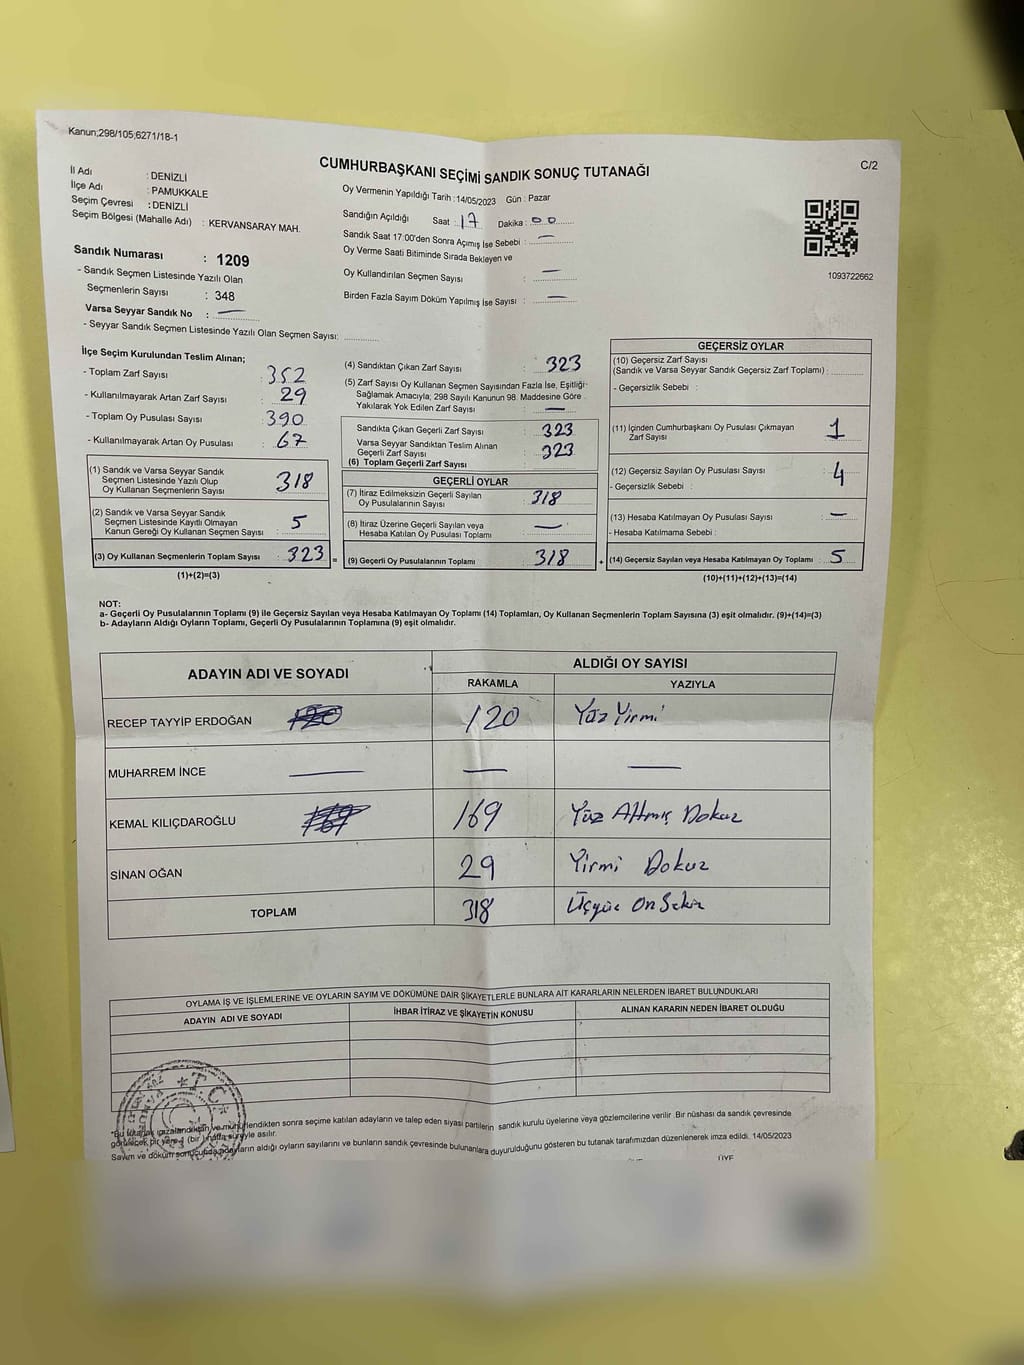 Kanun;298/105;6271/18-1
C/2
CUMHURBAŞKANI SEÇİMİ SANDIK SONUÇ TUTANAĞI
İl Adı : DENİZLİ
İlçe Adı : PAMUKKALE
Seçim Çevresi : DENİZLİ
Seçim Bölgesi (Mahalle Adı) : KERVANSARAY MAH.
Oy Vermenin Yapıldığı Tarih : 14/05/2023 Gün : Pazar
Sandığın Açıldığı Saat : 17 Dakika : 00
Sandık Saat 17:00'den Sonra Açımış İse Sebebi : —
Oy Verme Saati Bitiminde Sırada Bekleyen ve
Oy Kullandırılan Seçmen Sayısı : —
Birden Fazla Sayım Döküm Yapılmış İse Sayısı : —
1093722662
Sandık Numarası : 1209
- Sandık Seçmen Listesinde Yazılı Olan
Seçmenlerin Sayısı : 348
Varsa Seyyar Sandık No : —
- Seyyar Sandık Seçmen Listesinde Yazılı Olan Seçmen Sayısı:
İlçe Seçim Kurulundan Teslim Alınan;
- Toplam Zarf Sayısı : 352
- Kullanılmayarak Artan Zarf Sayısı : 29
- Toplam Oy Pusulası Sayısı : 390
- Kullanılmayarak Artan Oy Pusulası : 67
(1) Sandık ve Varsa Seyyar Sandık
Seçmen Listesinde Yazılı Olup
Oy Kullanan Seçmenlerin Sayısı : 318
(2) Sandık ve Varsa Seyyar Sandık
Seçmen Listesinde Kayıtlı Olmayan
Kanun Gereği Oy Kullanan Seçmen Sayısı : 5
(3) Oy Kullanan Seçmenlerin Toplam Sayısı : 323 =
(1)+(2)=(3)
(4) Sandıktan Çıkan Zarf Sayısı : 323
(5) Zarf Sayısı Oy Kullanan Seçmen Sayısından Fazla İse, Eşitliği
Sağlamak Amacıyla; 298 Sayılı Kanunun 98. Maddesine Göre
Yakılarak Yok Edilen Zarf Sayısı : —
Sandıkta Çıkan Geçerli Zarf Sayısı : 323
Varsa Seyyar Sandıktan Teslim Alınan
Geçerli Zarf Sayısı : 323
(6) Toplam Geçerli Zarf Sayısı
GEÇERLİ OYLAR
(7) İtiraz Edilmeksizin Geçerli Sayılan
Oy Pusulalarının Sayısı : 318
(8) İtiraz Üzerine Geçerli Sayılan veya
Hesaba Katılan Oy Pusulası Toplamı : —
(9) Geçerli Oy Pusulalarının Toplamı : 318 +
GEÇERSİZ OYLAR
(10) Geçersiz Zarf Sayısı
(Sandık ve Varsa Seyyar Sandık Geçersiz Zarf Toplamı) :
- Geçersizlik Sebebi :
(11) İçinden Cumhurbaşkanı Oy Pusulası Çıkmayan
Zarf Sayısı : 1
(12) Geçersiz Sayılan Oy Pusulası Sayısı : 4
- Geçersizlik Sebebi :
(13) Hesaba Katılmayan Oy Pusulası Sayısı : —
- Hesaba Katılmama Sebebi :
(14) Geçersiz Sayılan veya Hesaba Katılmayan Oy Toplamı : 5
(10)+(11)+(12)+(13)=(14)
NOT:
a- Geçerli Oy Pusulalarının Toplamı (9) ile Geçersiz Sayılan veya Hesaba Katılmayan Oy Toplamı (14) Toplamları, Oy Kullanan Seçmenlerin Toplam Sayısına (3) eşit olmalıdır. (9)+(14)=(3)
b- Adayların Aldığı Oyların Toplamı, Geçerli Oy Pusulalarının Toplamına (9) eşit olmalıdır.
ADAYIN ADI VE SOYADI
ALDIĞI OY SAYISI
RAKAMLA YAZIYLA
RECEP TAYYİP ERDOĞAN 120 120 Yüz Yirmi
MUHARREM İNCE — — —
KEMAL KILIÇDAROĞLU 169 169 Yüz Altmış Dokuz
SİNAN OĞAN 29 Yirmi Dokuz
TOPLAM 318 Üçyüz On Sekiz
OYLAMA İŞ VE İŞLEMLERİNE VE OYLARIN SAYIM VE DÖKÜMÜNE DAİR ŞİKAYETLERLE BUNLARA AİT KARARLARIN NELERDEN İBARET BULUNDUKLARI
ADAYIN ADI VE SOYADI İHBAR İTİRAZ VE ŞİKAYETİN KONUSU ALINAN KARARIN NEDEN İBARET OLDUĞU
T.C.
*Bu tutanak imzalandıktan ve mühürlendikten sonra seçime katılan adayların ve talep eden siyasi partilerin sandık kurulu üyelerine veya gözlemcilerine verilir. Bir nüshası da sandık çevresinde
görülecek bir yere 1 (bir) hafta süreyle asılır.
Sayım ve döküm sonucunda adayların aldığı oyların sayılarını ve bunların sandık çevresinde bulunanlara duyurulduğunu gösteren bu tutanak tarafımızdan düzenlenerek imza edildi. 14/05/2023
ÜYE